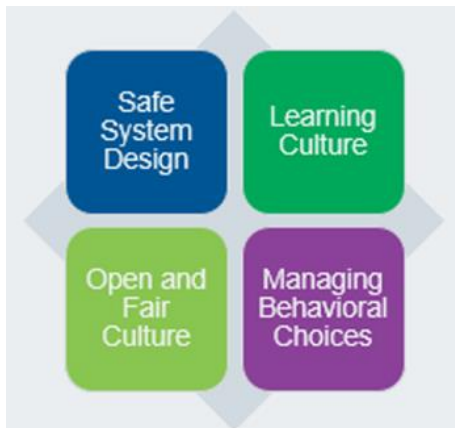 Safe
System
Design
Learning
Culture
Open and
Fair
Culture
Managing
Behavioral
Choices